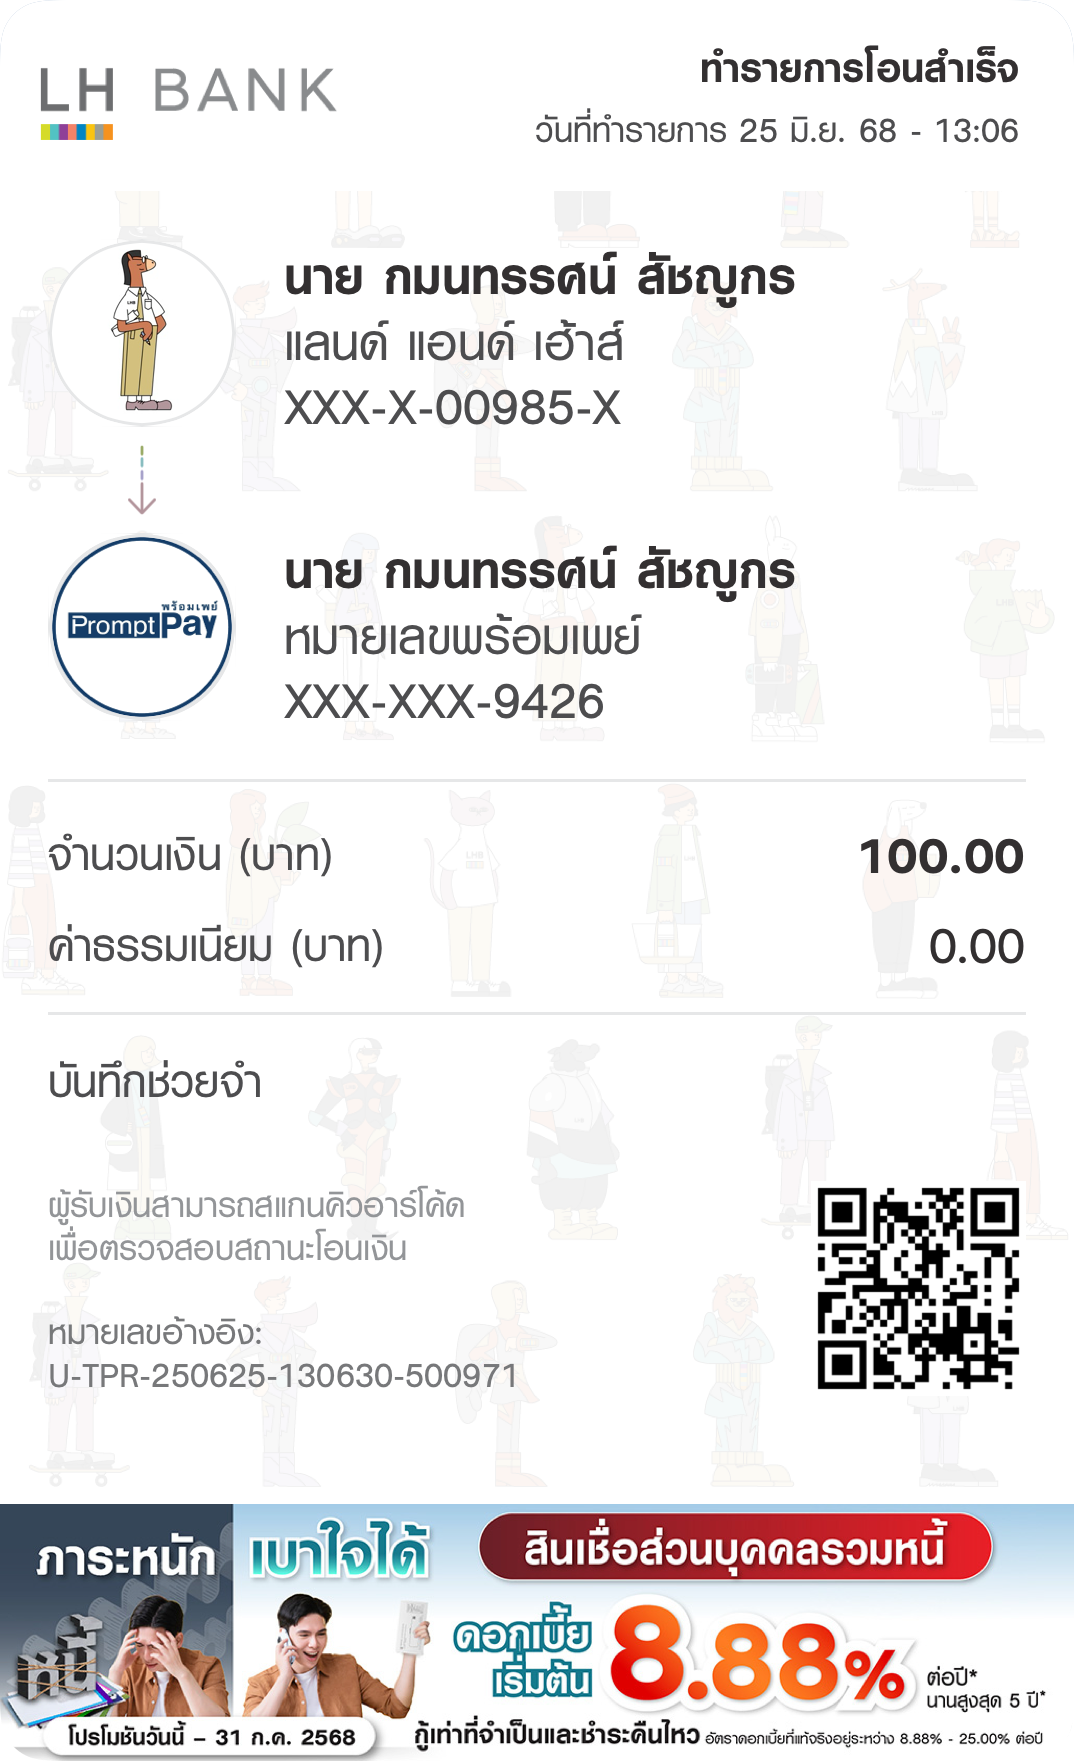 LH BANK
ทำรายการโอนสำเร็จ
วันที่ทำรายการ 25 มิ.ย. 68 - 13:06
นาย กมนทรรศน์ สัชญูกร
แลนด์ แอนด์ เฮ้าส์
XXX-X-00985-X
พร้อมเพย์
PromptPay
นาย กมนทรรศน์ สัชญูกร
หมายเลขพร้อมเพย์
XXX-XXX-9426
จำนวนเงิน (บาท) 100.00
ค่าธรรมเนียม (บาท) 0.00
บันทึกช่วยจำ
ผู้รับเงินสามารถสแกนคิวอาร์โค้ด
เพื่อตรวจสอบสถานะโอนเงิน
หมายเลขอ้างอิง:
U-TPR-250625-130630-500971
ภาระหนัก เบาใจได้ สินเชื่อส่วนบุคคลรวมหนี้
หนี้
ดอกเบี้ย
เริ่มต้น 8.88% ต่อปี*
นานสูงสุด 5 ปี*
โปรโมชันวันนี้ – 31 ก.ค. 2568
กู้เท่าที่จำเป็นและชำระคืนไหว อัตราดอกเบี้ยที่แท้จริงอยู่ระหว่าง 8.88% - 25.00% ต่อปี